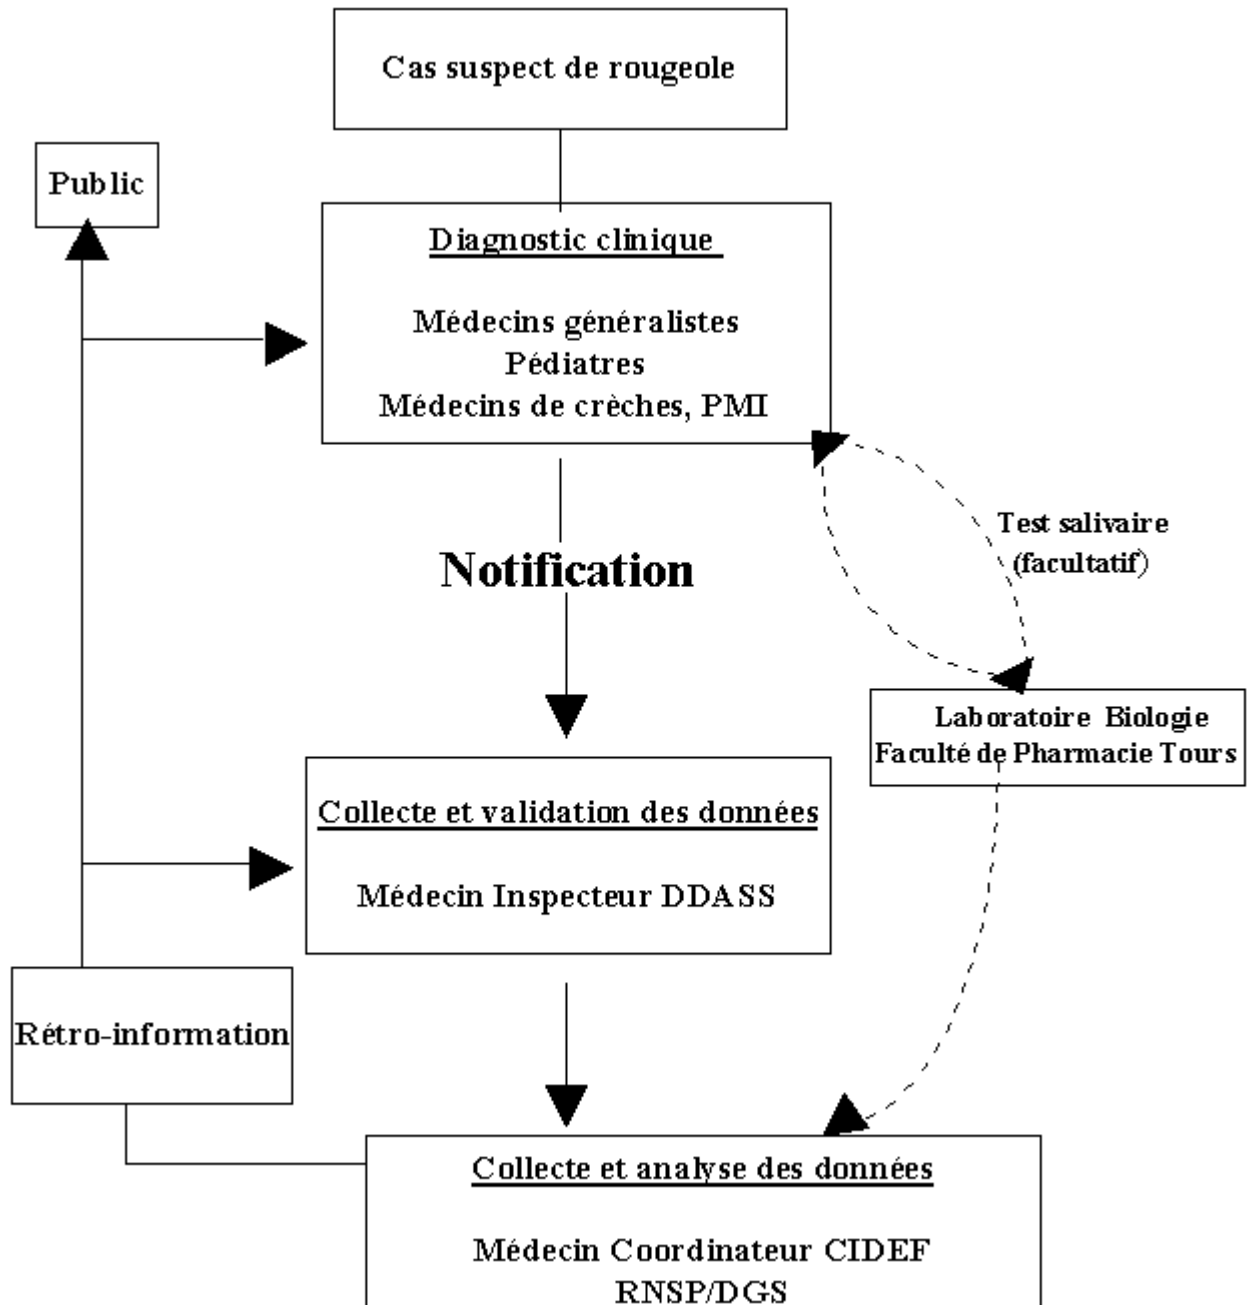 Cas suspect de rougeole
Public
Diagnostic clinique
Médecins généralistes
Pédiatres
Médecins de crèches, PMI
Test salivaire
(facultatif)
Notification
Laboratoire Biologie
Faculté de Pharmacie Tours
Collecte et validation des données
Médecin Inspecteur DDASS
Rétro-information
Collecte et analyse des données
Médecin Coordinateur CIDEF
RNSP/DGS